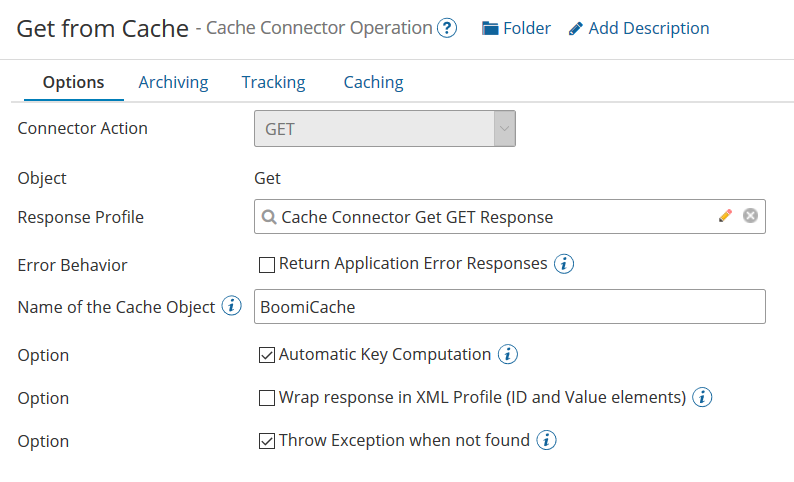 Get from Cache - Cache Connector Operation ? Folder Add Description
Options Archiving Tracking Caching
Connector Action GET
Object Get
Response Profile Cache Connector Get GET Response
Error Behavior Return Application Error Responses i
Name of the Cache Object i BoomiCache
Option Automatic Key Computation i
Option Wrap response in XML Profile (ID and Value elements) i
Option Throw Exception when not found i